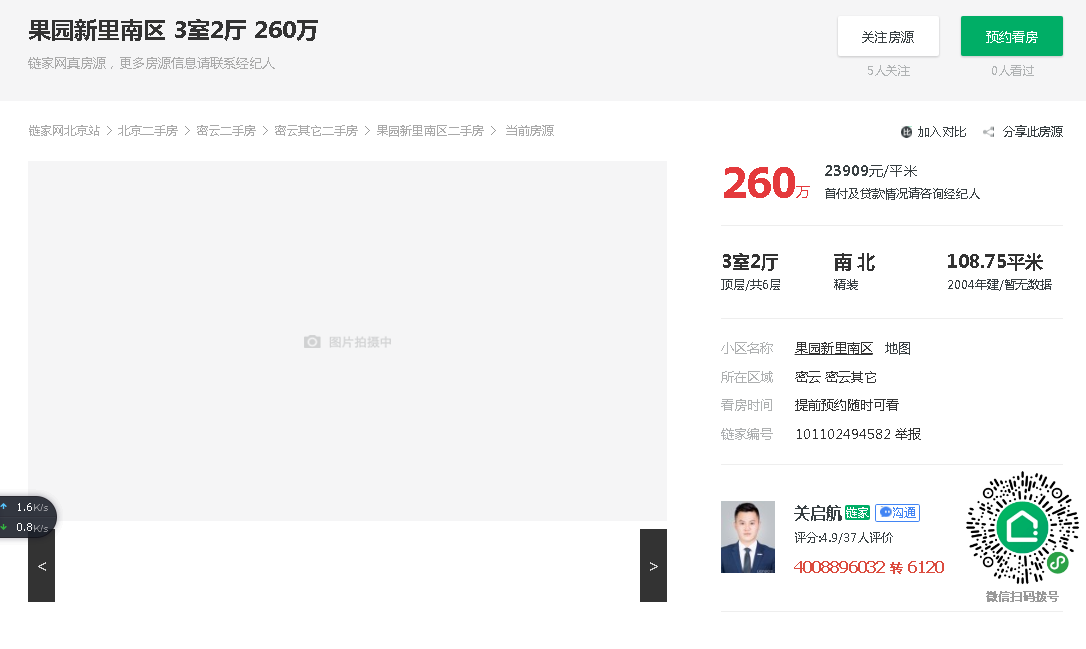 果园新里南区 3室2厅 260万
链家网真房源，更多房源信息请联系经纪人
关注房源
5人关注
预约看房
0人看过
链家网北京站 > 北京二手房 > 密云二手房 > 密云其它二手房 > 果园新里南区二手房 > 当前房源
加入对比 分享此房源
图片拍摄中
1.6K/s
0.8K/s
<
>
260万
23909元/平米
首付及贷款情况请咨询经纪人
3室2厅
顶层/共6层
南 北
精装
108.75平米
2004年建/暂无数据
小区名称 果园新里南区 地图
所在区域 密云 密云其它
看房时间 提前预约随时可看
链家编号 101102494582 举报
关启航 链家 沟通
评分:4.9/37人评价
4008896032 转 6120
微信扫码拨号